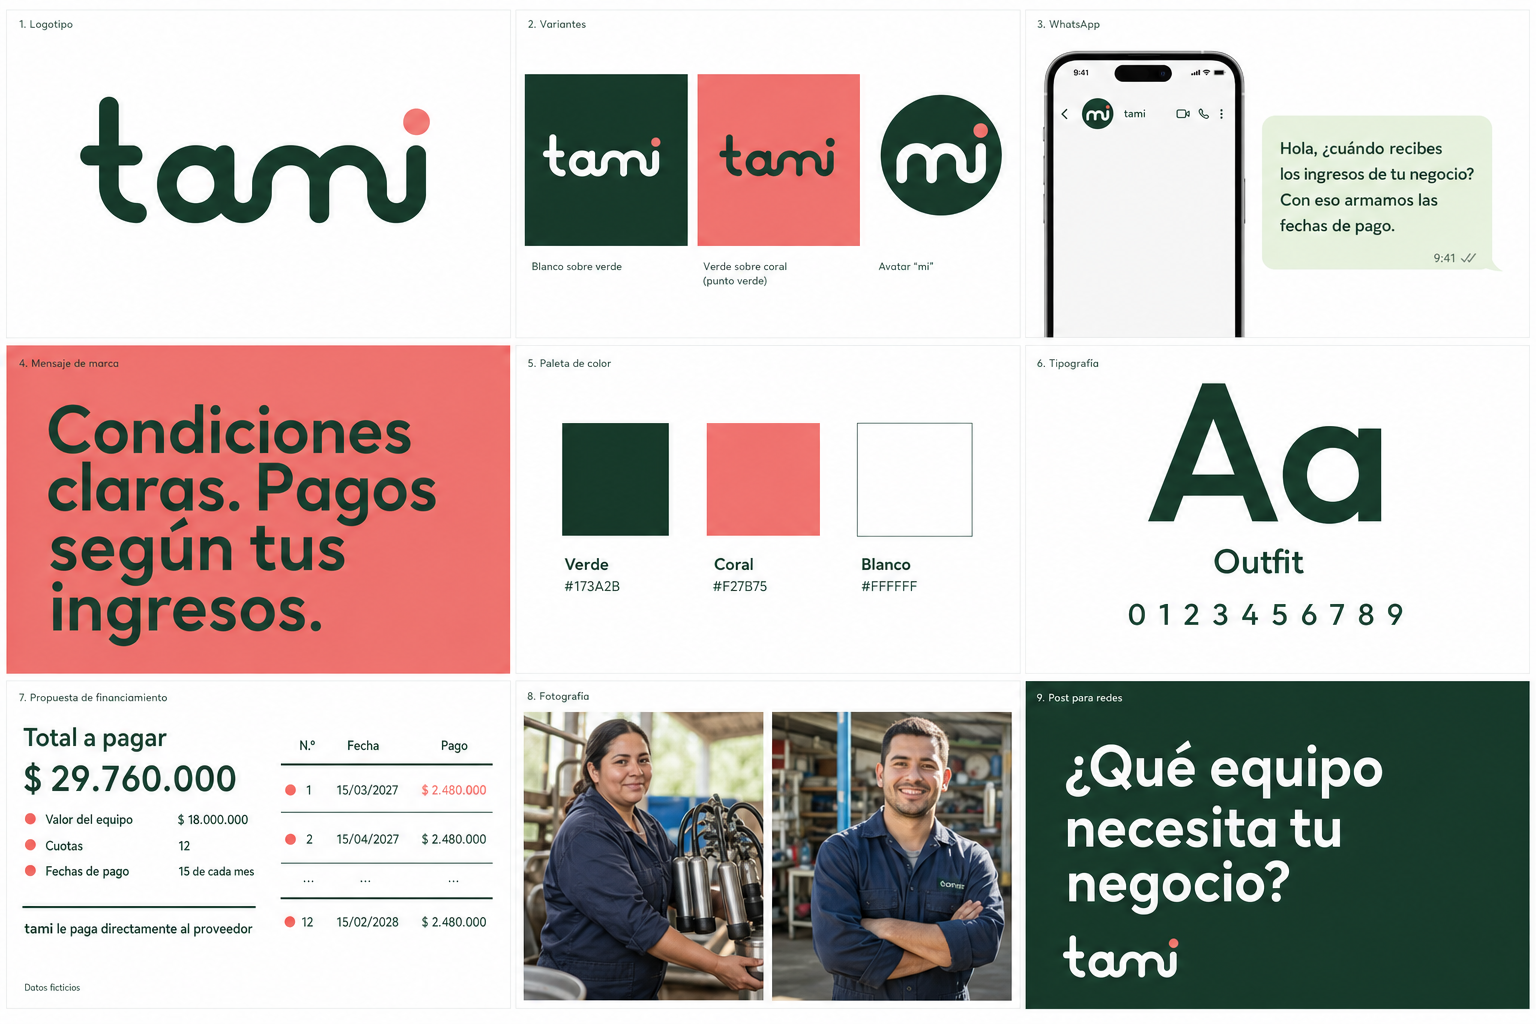 1. Logotipo
tami
2. Variantes
tami
tami
mi
Blanco sobre verde
Verde sobre coral
(punto verde)
Avatar “mi”
3. WhatsApp
9:41
mi
tami
Hola, ¿cuándo recibes
los ingresos de tu negocio?
Con eso armamos las
fechas de pago.
9:41
4. Mensaje de marca
Condiciones
claras. Pagos
según tus
ingresos.
5. Paleta de color
Verde
#173A2B
Coral
#F27B75
Blanco
#FFFFFF
6. Tipografía
Aa
Outfit
0 1 2 3 4 5 6 7 8 9
7. Propuesta de financiamiento
Total a pagar
$ 29.760.000
Valor del equipo $ 18.000.000
Cuotas 12
Fechas de pago 15 de cada mes
tami le paga directamente al proveedor
Datos ficticios
N.º Fecha Pago
1 15/03/2027 $ 2.480.000
2 15/04/2027 $ 2.480.000
... ... ...
12 15/02/2028 $ 2.480.000
8. Fotografía
9. Post para redes
¿Qué equipo
necesita tu
negocio?
tami